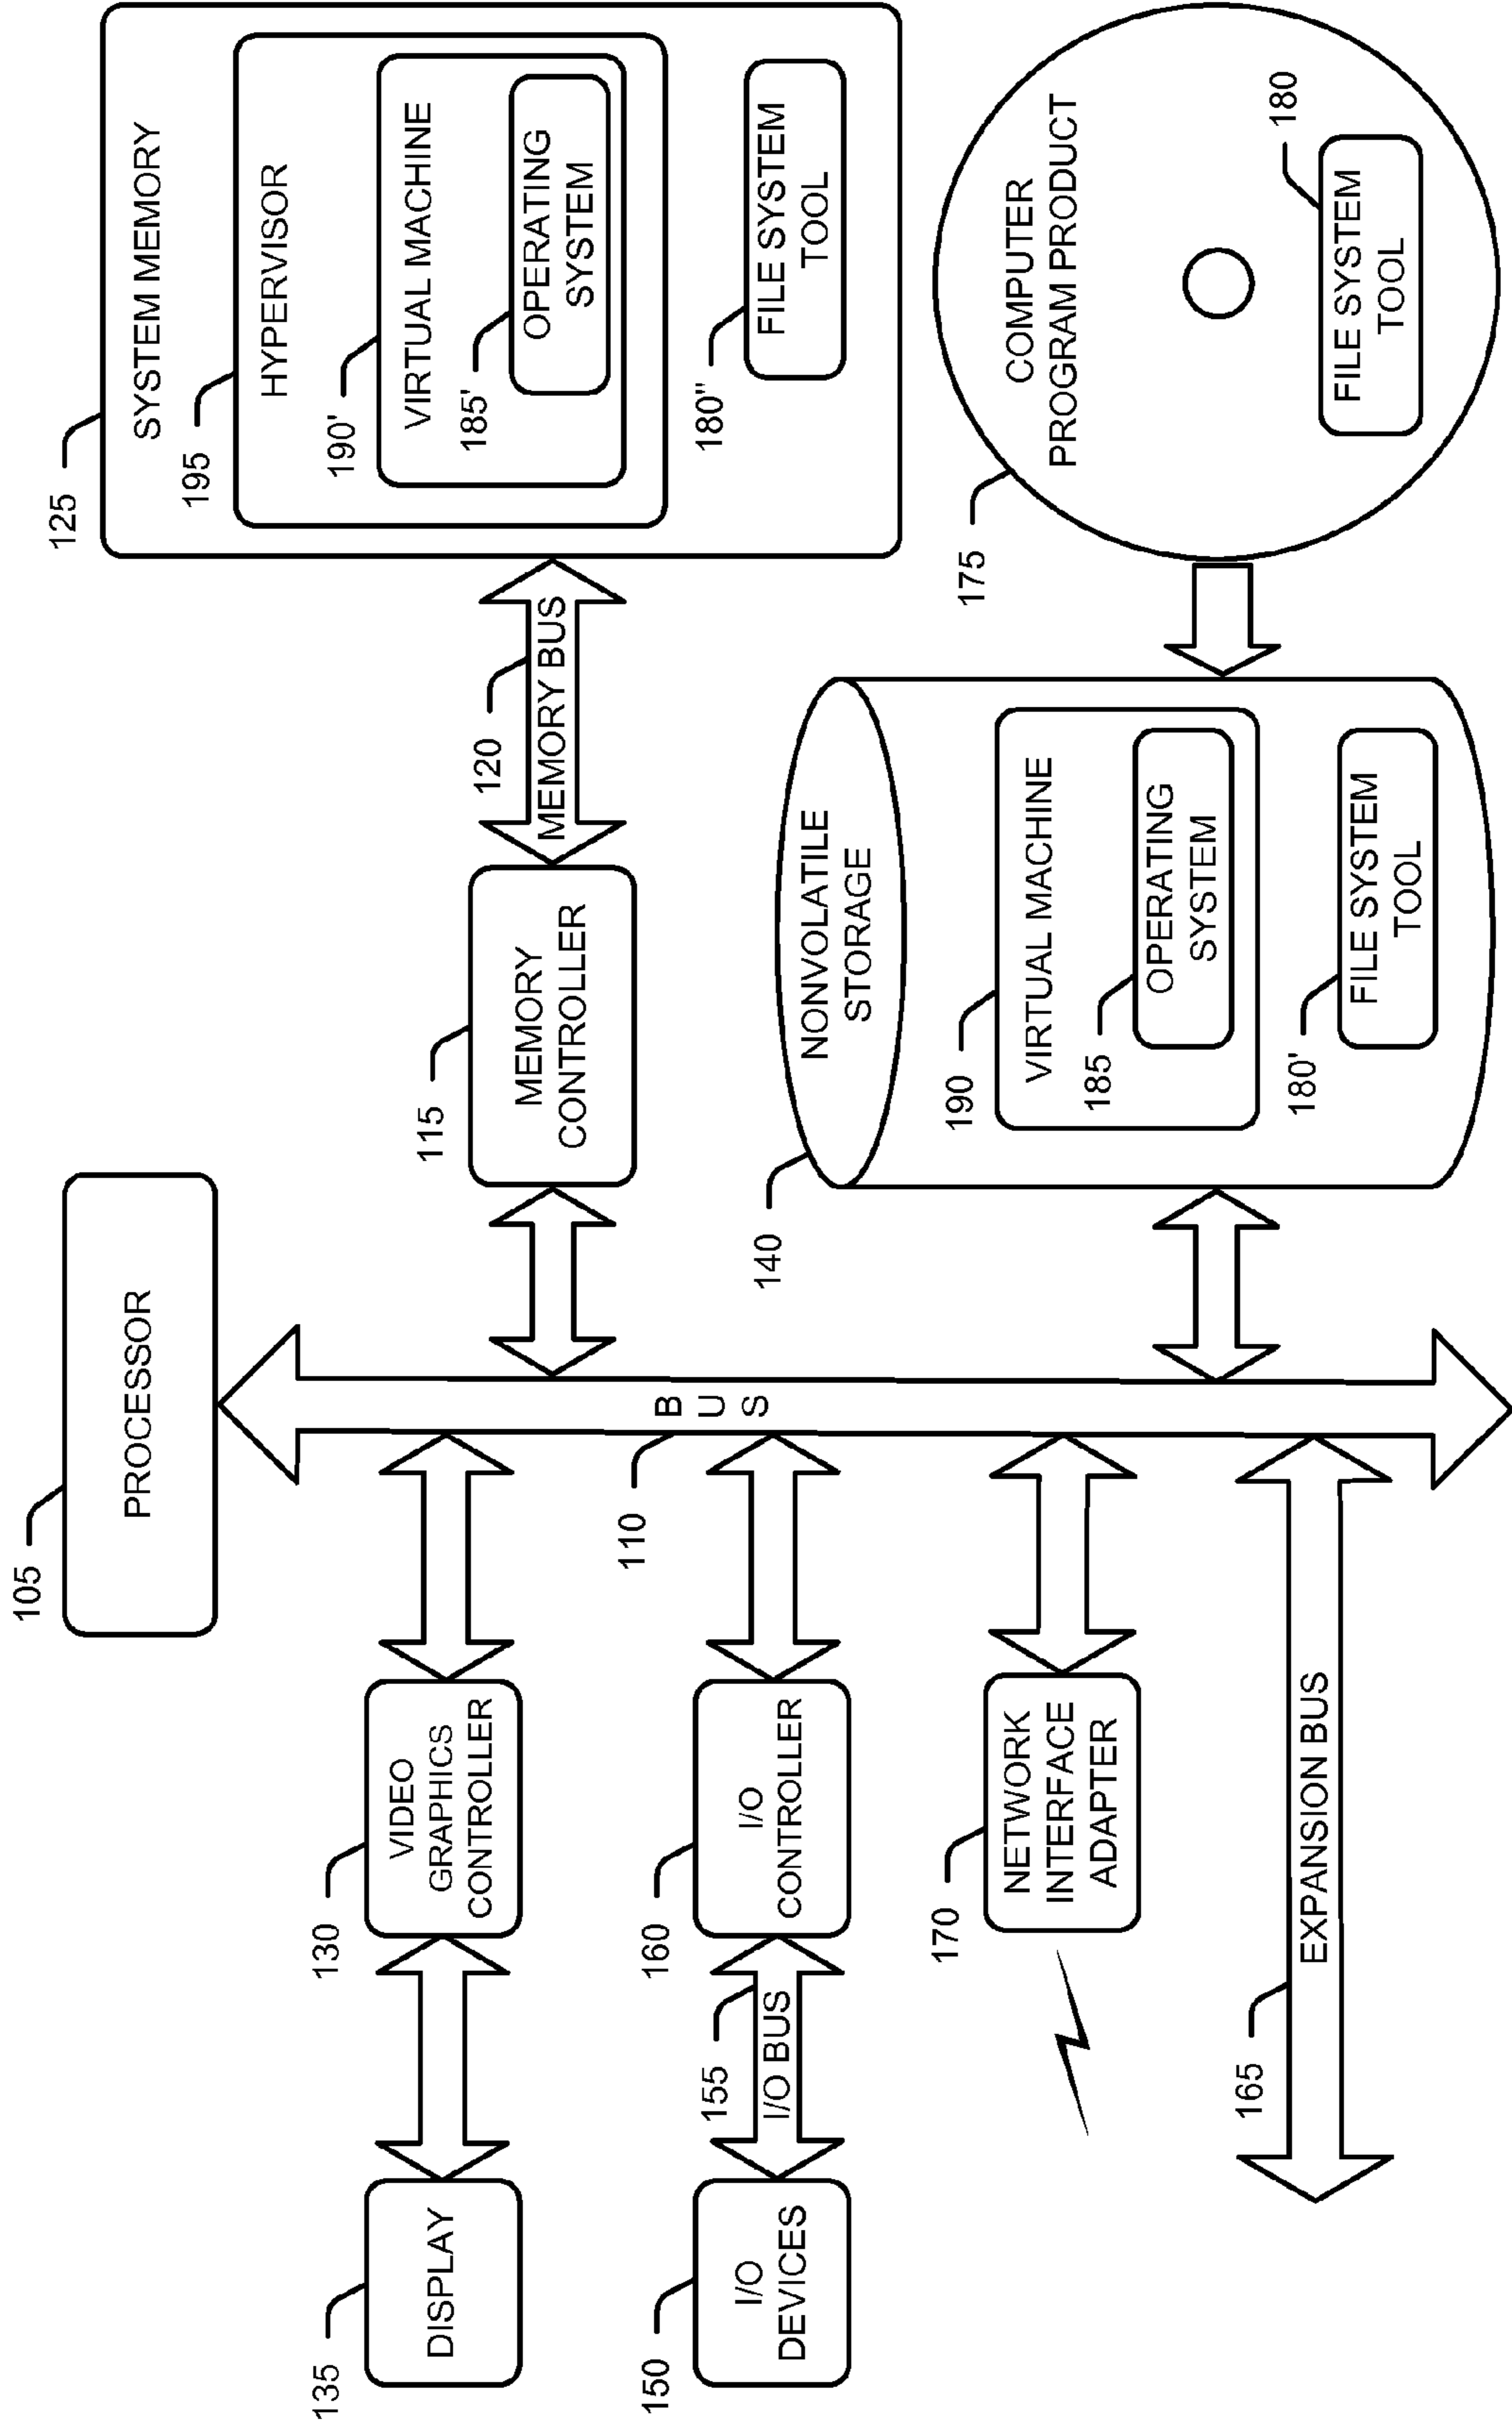 105
PROCESSOR
135
DISPLAY
130
VIDEO
GRAPHICS
CONTROLLER
110
B
U
S
115
MEMORY
CONTROLLER
120
MEMORY BUS
125
SYSTEM MEMORY
195
HYPERVISOR
190'
VIRTUAL MACHINE
185'
OPERATING
SYSTEM
180"
FILE SYSTEM
TOOL
150
I/O
DEVICES
155
I/O BUS
160
I/O
CONTROLLER
170
NETWORK
INTERFACE
ADAPTER
165
EXPANSION BUS
140
NONVOLATILE
STORAGE
190
VIRTUAL MACHINE
185
OPERATING
SYSTEM
180'
FILE SYSTEM
TOOL
175
COMPUTER
PROGRAM PRODUCT
180
FILE SYSTEM
TOOL